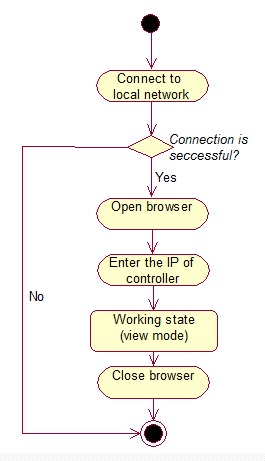 Connect to
local network
Connection is
seccessful?
Yes
Open browser
Enter the IP of
controller
No
Working state
(view mode)
Close browser